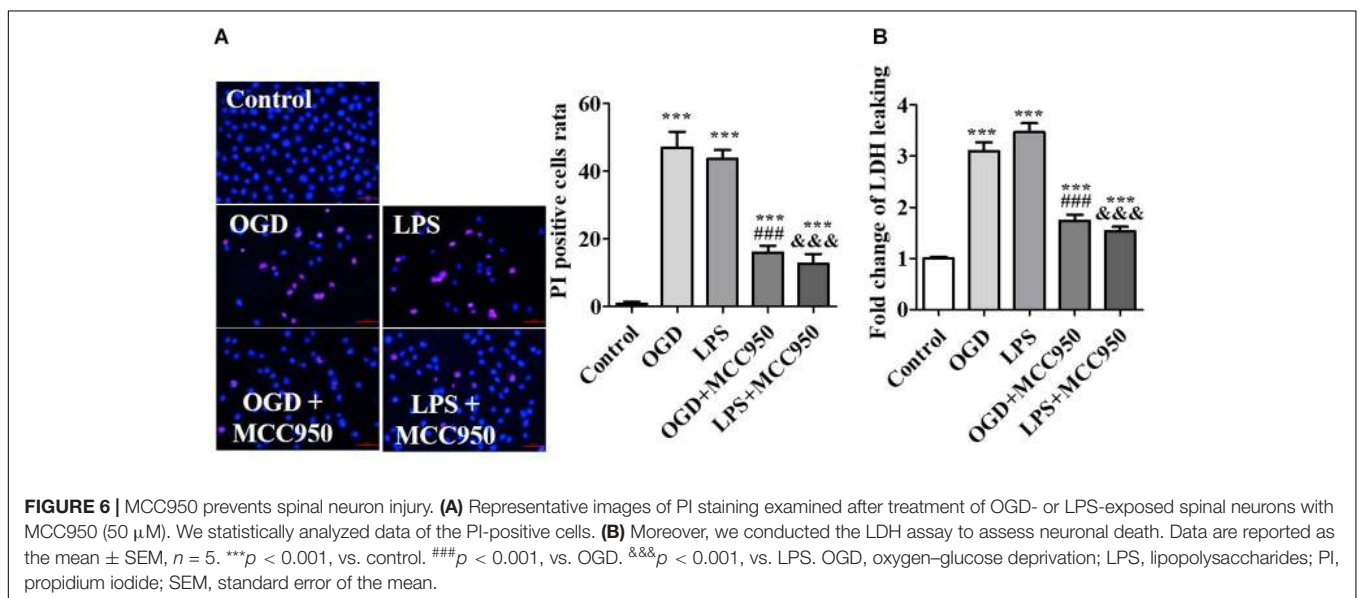 A
B
Control
OGD
LPS
OGD +
MCC950
LPS +
MCC950
PI positive cells rata
60
40
20
0
***
***
***
###
***
&&&
Control
OGD
LPS
OGD+MCC950
LPS+MCC950
Fold change of LDH leaking
4
3
2
1
0
***
***
***
###
***
&&&
Control
OGD
LPS
OGD+MCC950
LPS+MCC950
FIGURE 6 | MCC950 prevents spinal neuron injury. (A) Representative images of PI staining examined after treatment of OGD- or LPS-exposed spinal neurons with
MCC950 (50 μM). We statistically analyzed data of the PI-positive cells. (B) Moreover, we conducted the LDH assay to assess neuronal death. Data are reported as
the mean ± SEM, n = 5. ***p < 0.001, vs. control. ###p < 0.001, vs. OGD. &&&p < 0.001, vs. LPS. OGD, oxygen–glucose deprivation; LPS, lipopolysaccharides; PI,
propidium iodide; SEM, standard error of the mean.